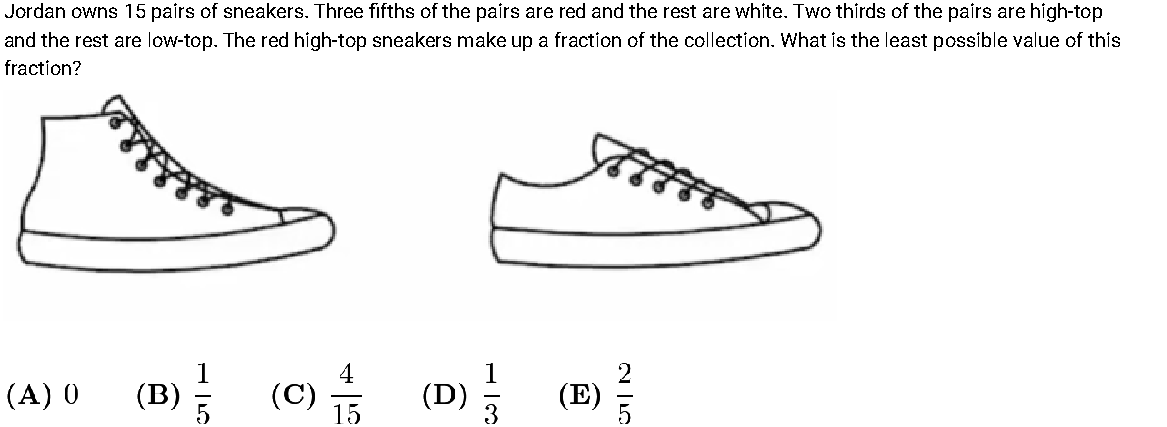 Jordan owns 15 pairs of sneakers. Three fifths of the pairs are red and the rest are white. Two thirds of the pairs are high-top
and the rest are low-top. The red high-top sneakers make up a fraction of the collection. What is the least possible value of this
fraction?
(A) 0 (B) 1/5 (C) 4/15 (D) 1/3 (E) 2/5